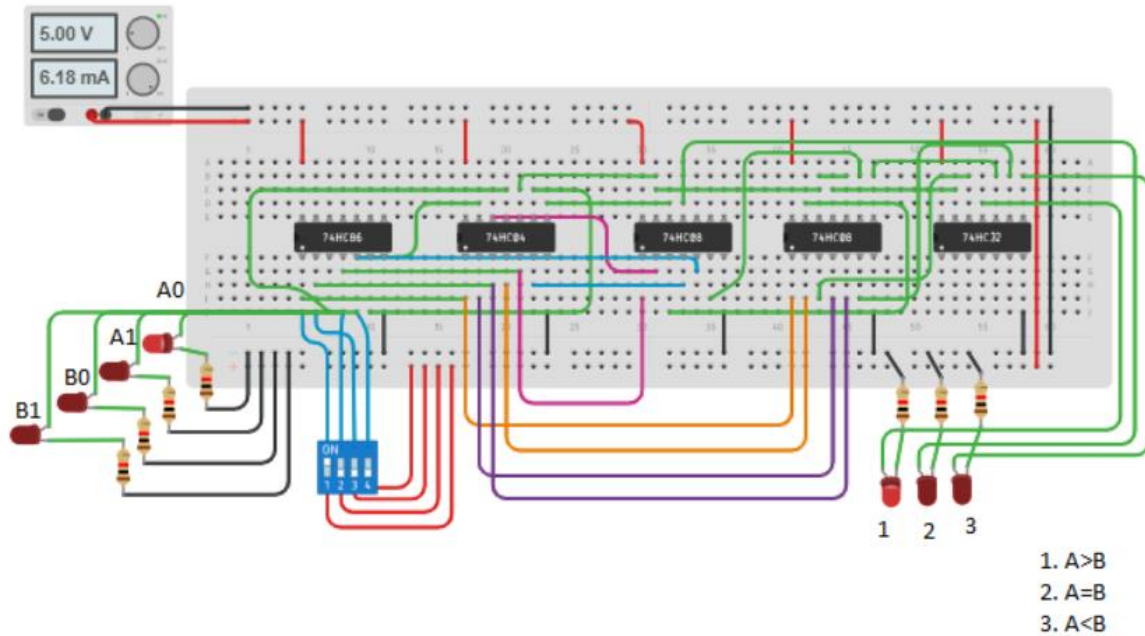 5.00 V
6.18 mA
74HC86
74HC04
74HC08
74HC08
74HC32
A0
A1
B0
B1
ON
1 2 3 4
1
2
3
1. A>B
2. A=B
3. A<B